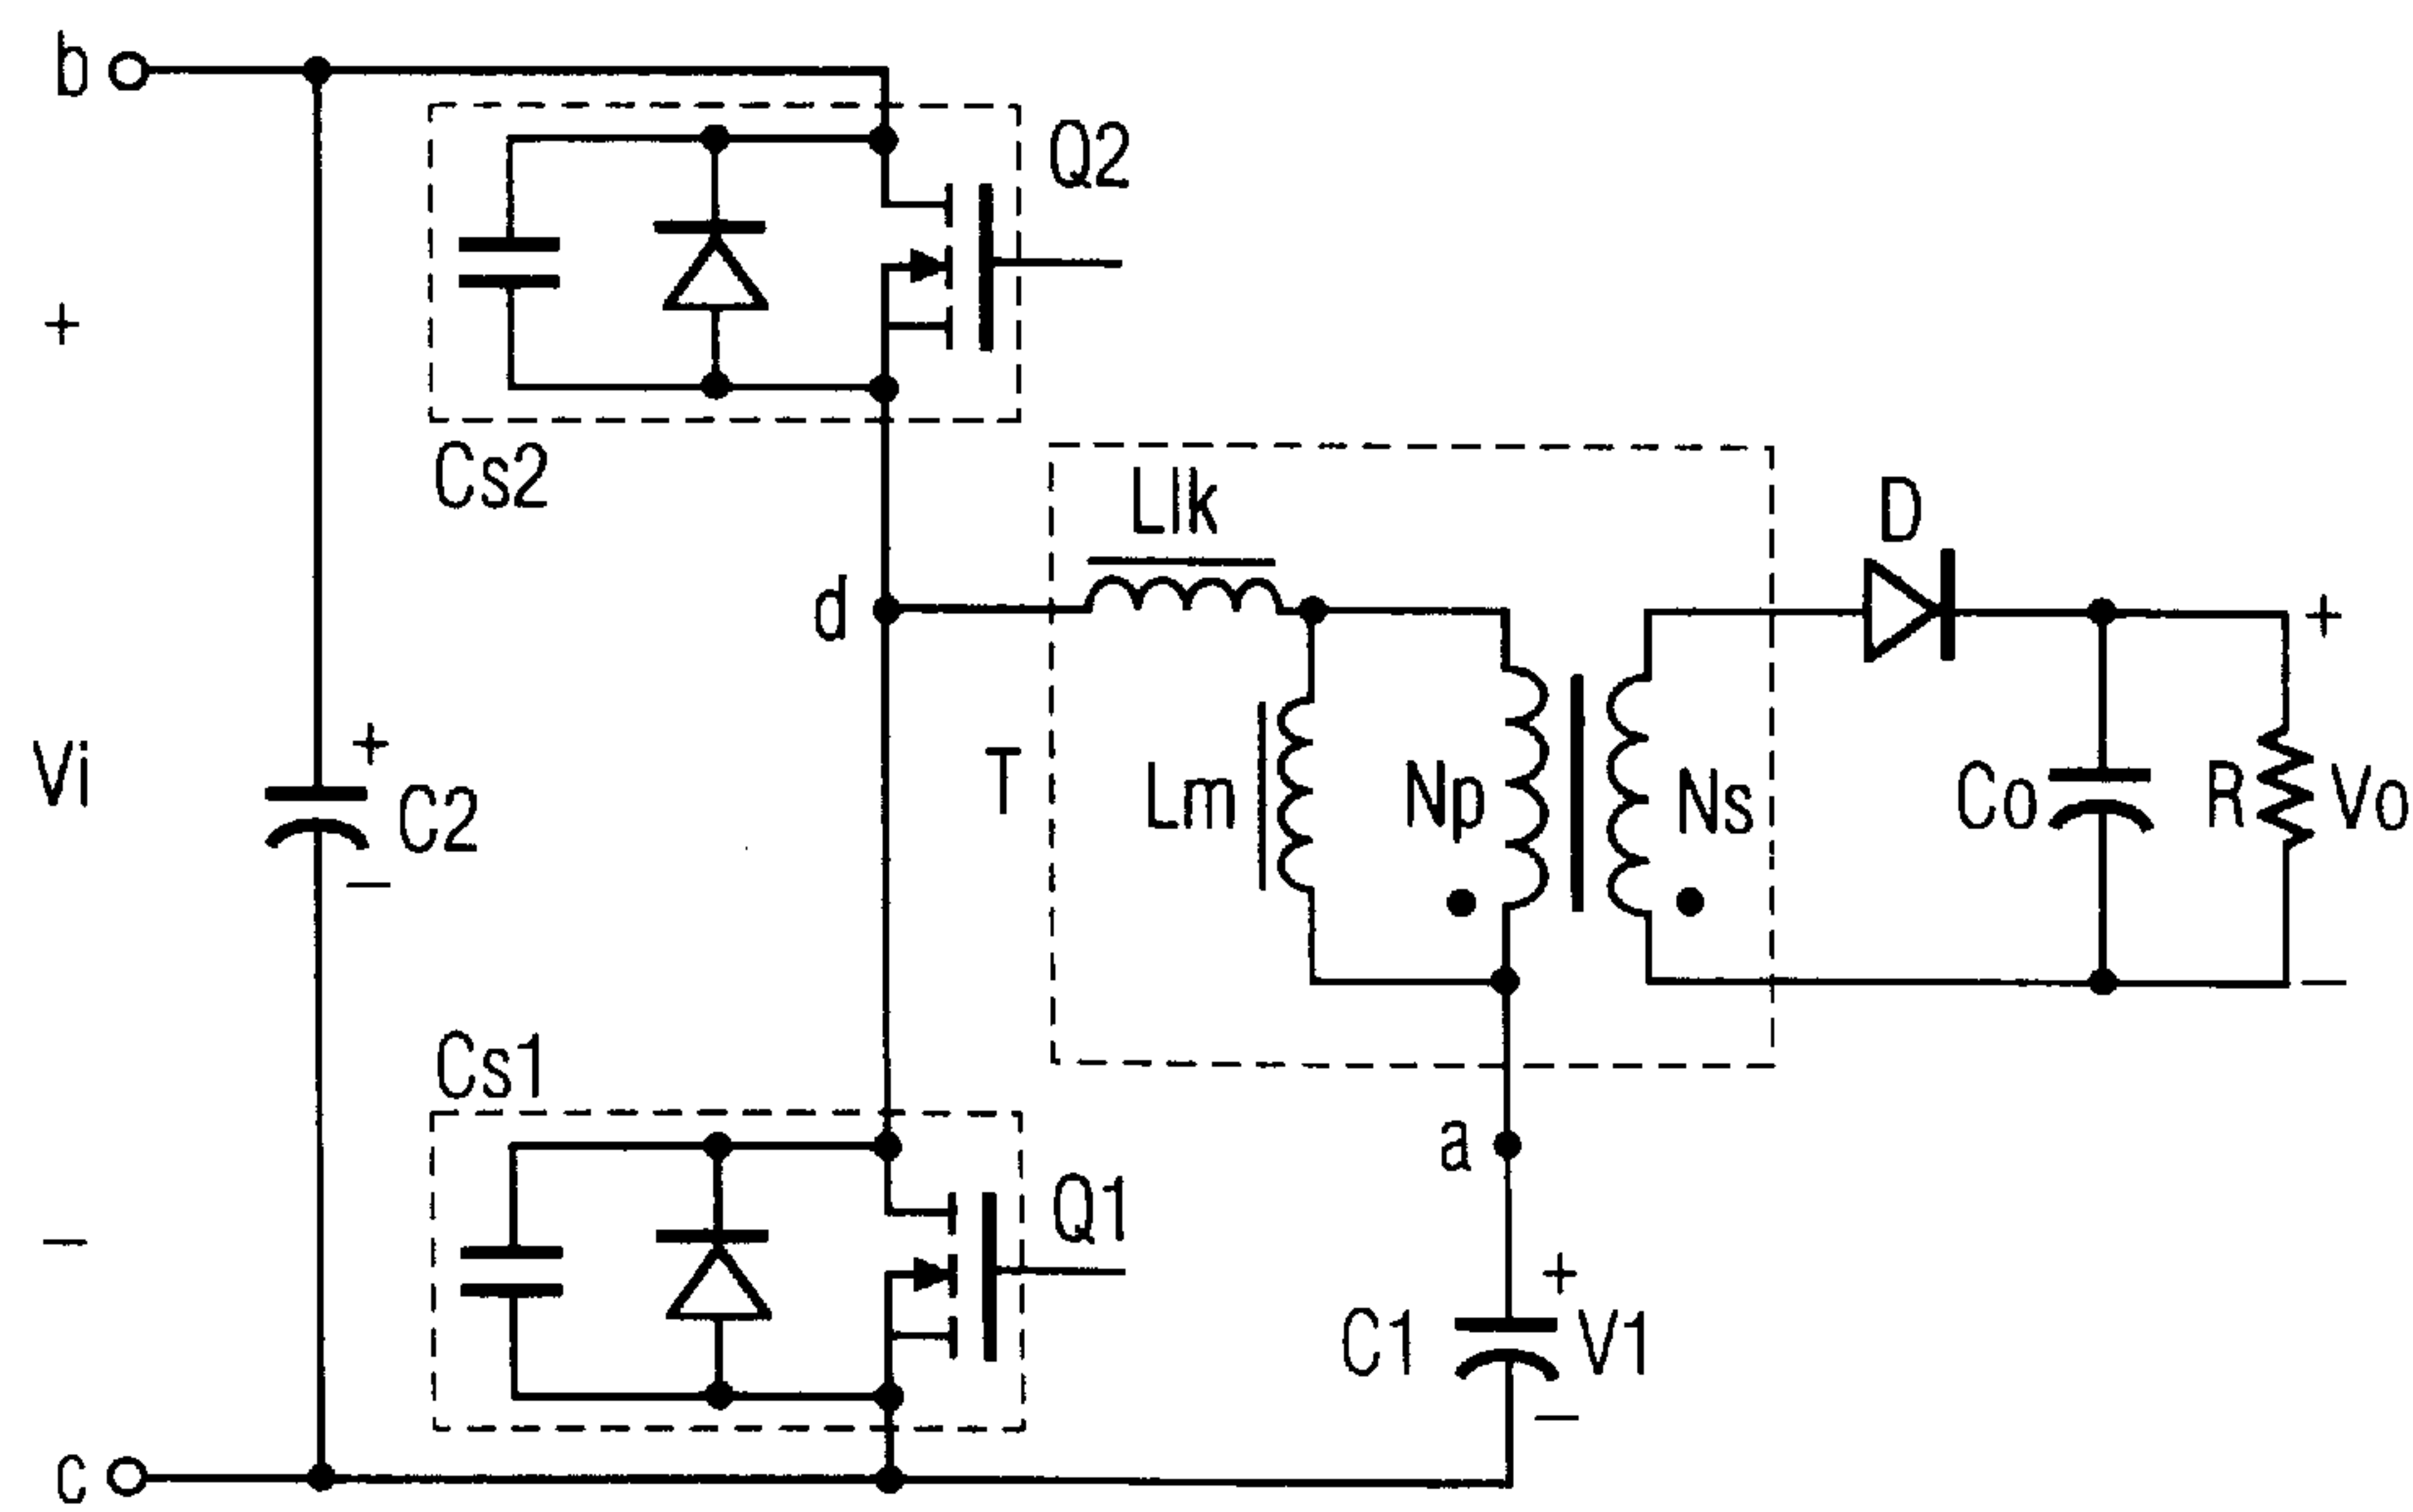 b
Q2
+
Cs2
Llk
D
d
+
+
Vi
C2
T
Lm
Np
Ns
Co
R
Vo
−
−
Cs1
a
Q1
−
+
C1
V1
−
c